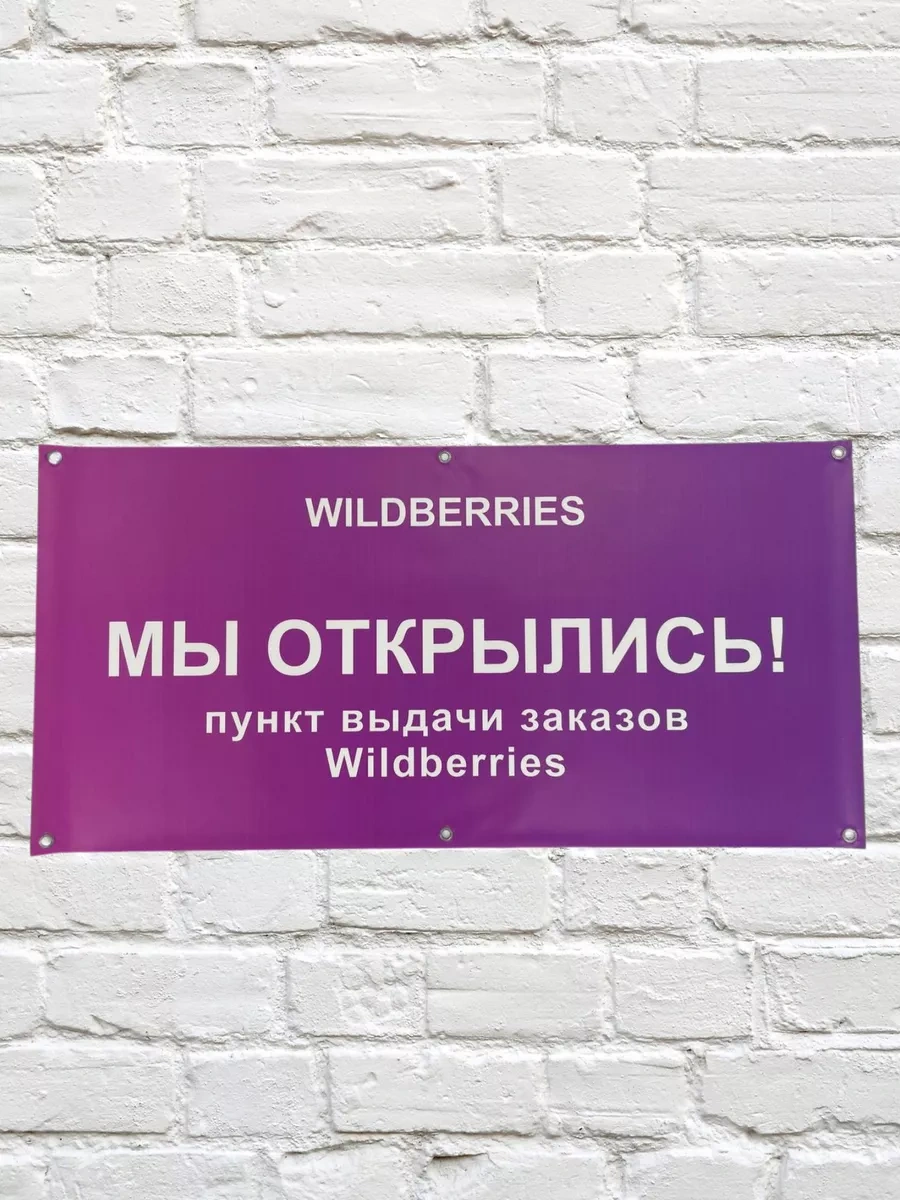 WILDBERRIES
МЫ ОТКРЫЛИСЬ!
пункт выдачи заказов
Wildberries